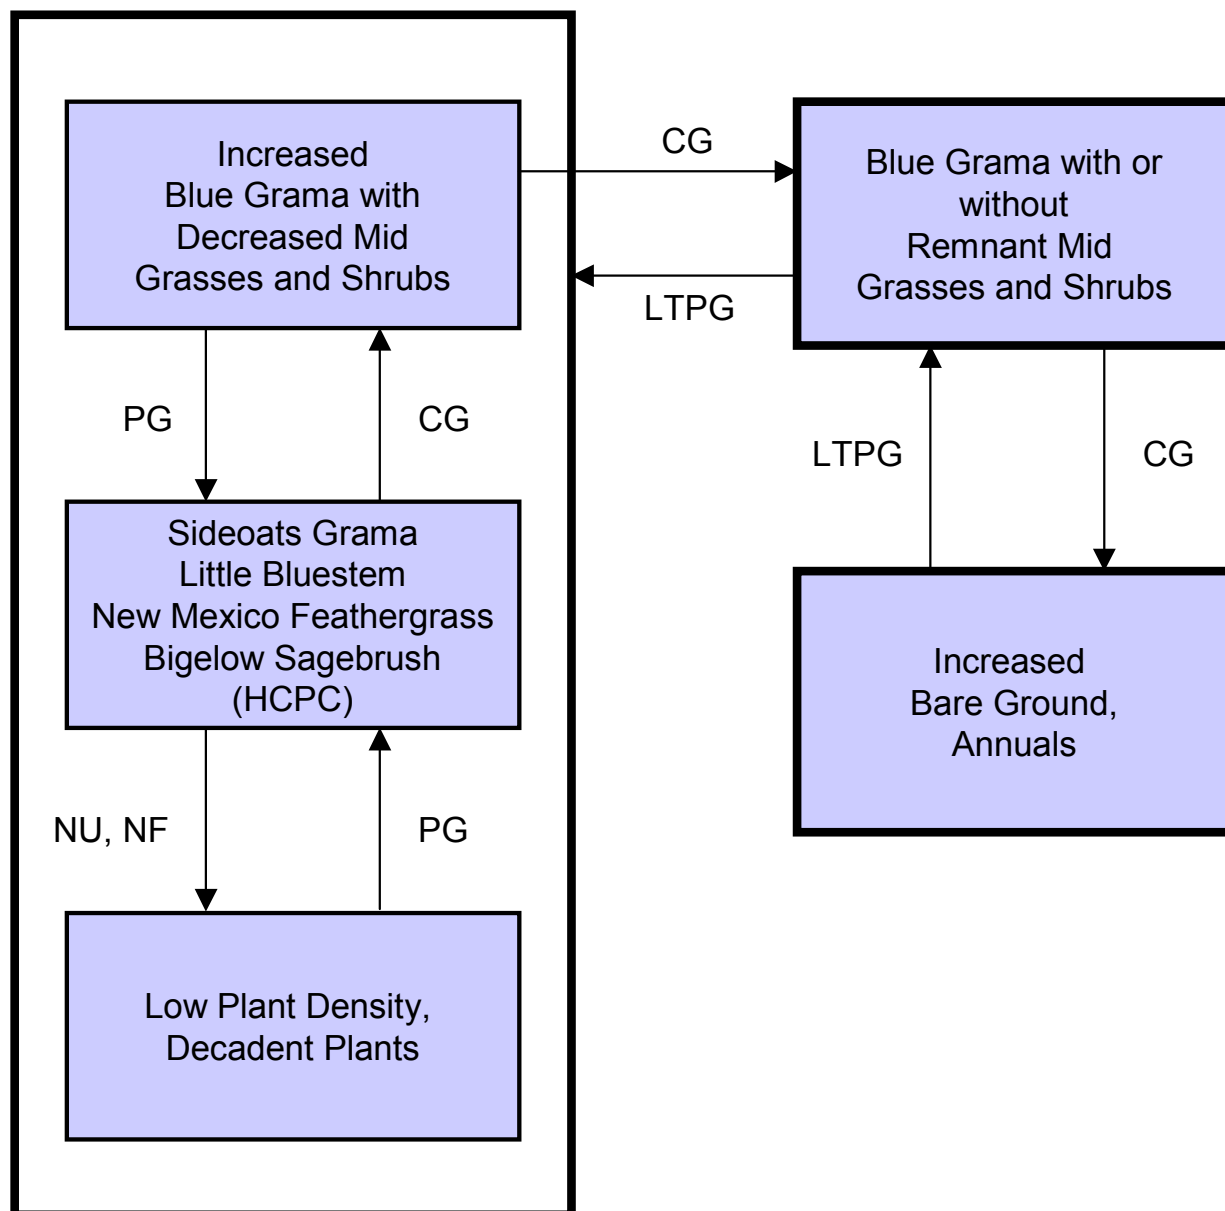 Increased
Blue Grama with
Decreased Mid
Grasses and Shrubs
CG
Blue Grama with or
without
Remnant Mid
Grasses and Shrubs
LTPG
PG
CG
LTPG
CG
Sideoats Grama
Little Bluestem
New Mexico Feathergrass
Bigelow Sagebrush
(HCPC)
Increased
Bare Ground,
Annuals
NU, NF
PG
Low Plant Density,
Decadent Plants